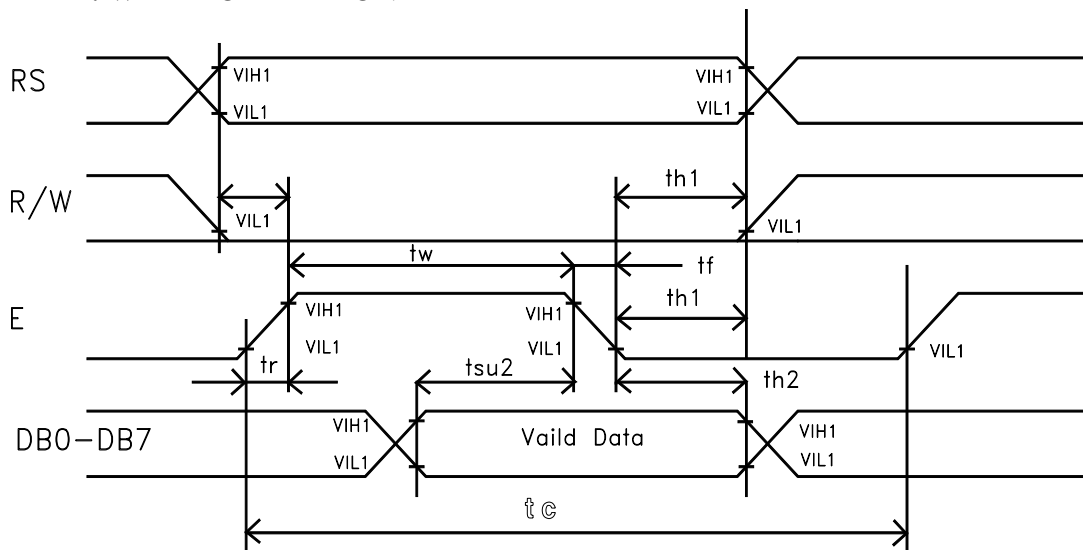 RS
VIH1
VIH1
VIL1
VIL1
R/W
th1
VIL1
VIL1
tw
tf
E
VIH1
VIH1
th1
VIL1
VIL1
VIL1
tr
tsu2
th2
DB0-DB7
VIH1
Vaild Data
VIH1
VIL1
VIL1
tc